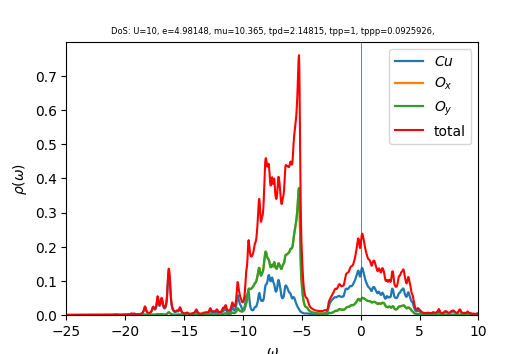 DoS: U=10, e=4.98148, mu=10.365, tpd=2.14815, tpp=1, tppp=0.0925926,
ρ(ω)
0.7
0.6
0.5
0.4
0.3
0.2
0.1
0.0
Cu
O_x
O_y
total
−25 −20 −15 −10 −5 0 5 10
ω